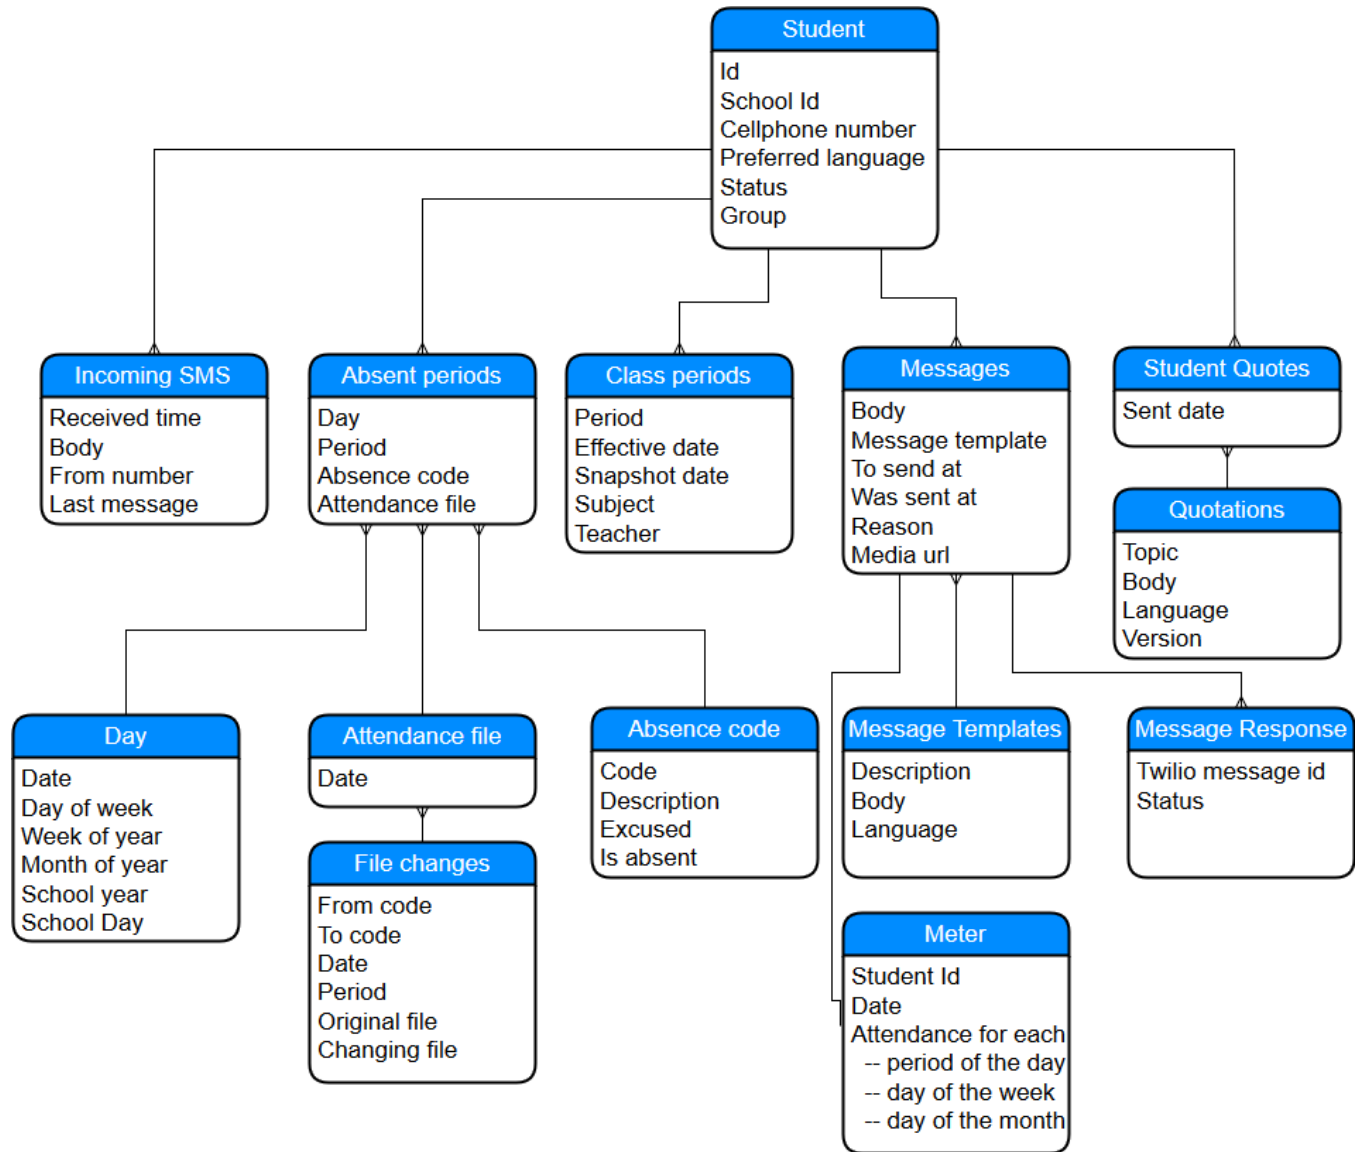 Student
Id
School Id
Cellphone number
Preferred language
Status
Group
Incoming SMS
Received time
Body
From number
Last message
Absent periods
Day
Period
Absence code
Attendance file
Class periods
Period
Effective date
Snapshot date
Subject
Teacher
Messages
Body
Message template
To send at
Was sent at
Reason
Media url
Student Quotes
Sent date
Quotations
Topic
Body
Language
Version
Day
Date
Day of week
Week of year
Month of year
School year
School Day
Attendance file
Date
File changes
From code
To code
Date
Period
Original file
Changing file
Absence code
Code
Description
Excused
Is absent
Message Templates
Description
Body
Language
Message Response
Twilio message id
Status
Meter
Student Id
Date
Attendance for each
-- period of the day
-- day of the week
-- day of the month